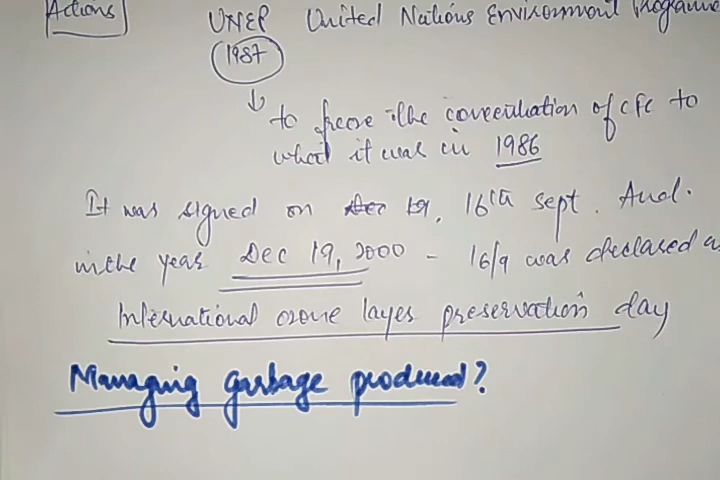 Actions UNEP United Nations Environment Programme
1987
to freeze the concentration of cfc to
what it was in 1986
It was signed on Dec 19, 16th sept. And.
in the year Dec 19, 2000 - 16/9 was declared as
International ozone layer preservation day
Managing garbage produced?